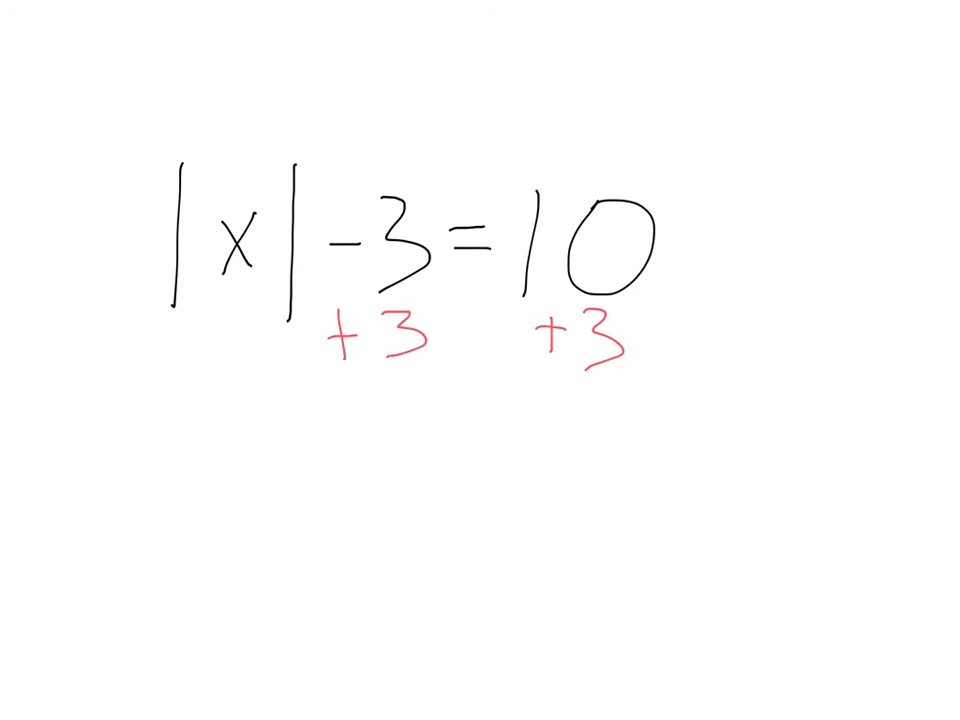 |x| - 3 = 10
+ 3 + 3